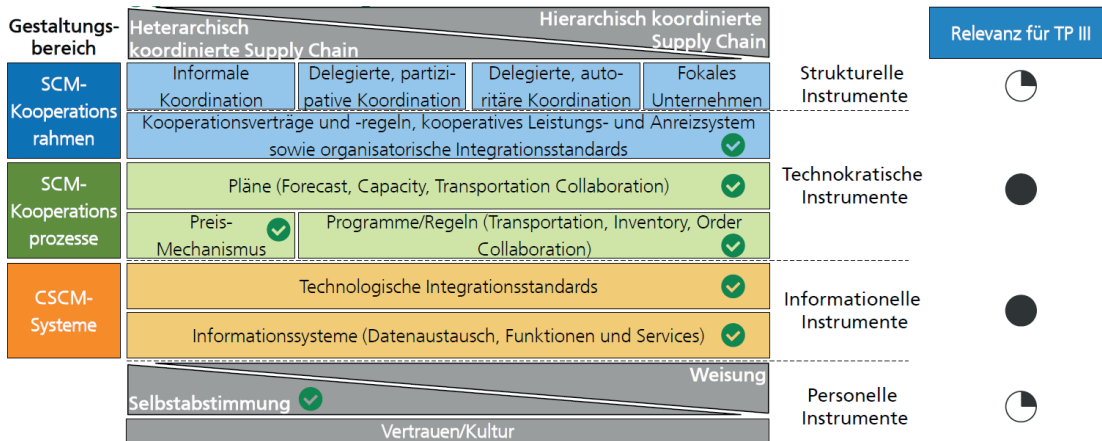 Gestaltungs-
bereich
Heterarchisch
koordinierte Supply Chain
Hierarchisch koordinierte
Supply Chain
Relevanz für TP III
SCM-
Kooperations
rahmen
Informale
Koordination
Delegierte, partizi-
pative Koordination
Delegierte, auto-
ritäre Koordination
Fokales
Unternehmen
Strukturelle
Instrumente
Kooperationsverträge und -regeln, kooperatives Leistungs- und Anreizsystem
sowie organisatorische Integrationsstandards
SCM-
Kooperations
prozesse
Pläne (Forecast, Capacity, Transportation Collaboration)
Technokratische
Instrumente
Preis-
Mechanismus
Programme/Regeln (Transportation, Inventory, Order
Collaboration)
CSCM-
Systeme
Technologische Integrationsstandards
Informationelle
Instrumente
Informationssysteme (Datenaustausch, Funktionen und Services)
Weisung
Selbstabstimmung
Personelle
Instrumente
Vertrauen/Kultur